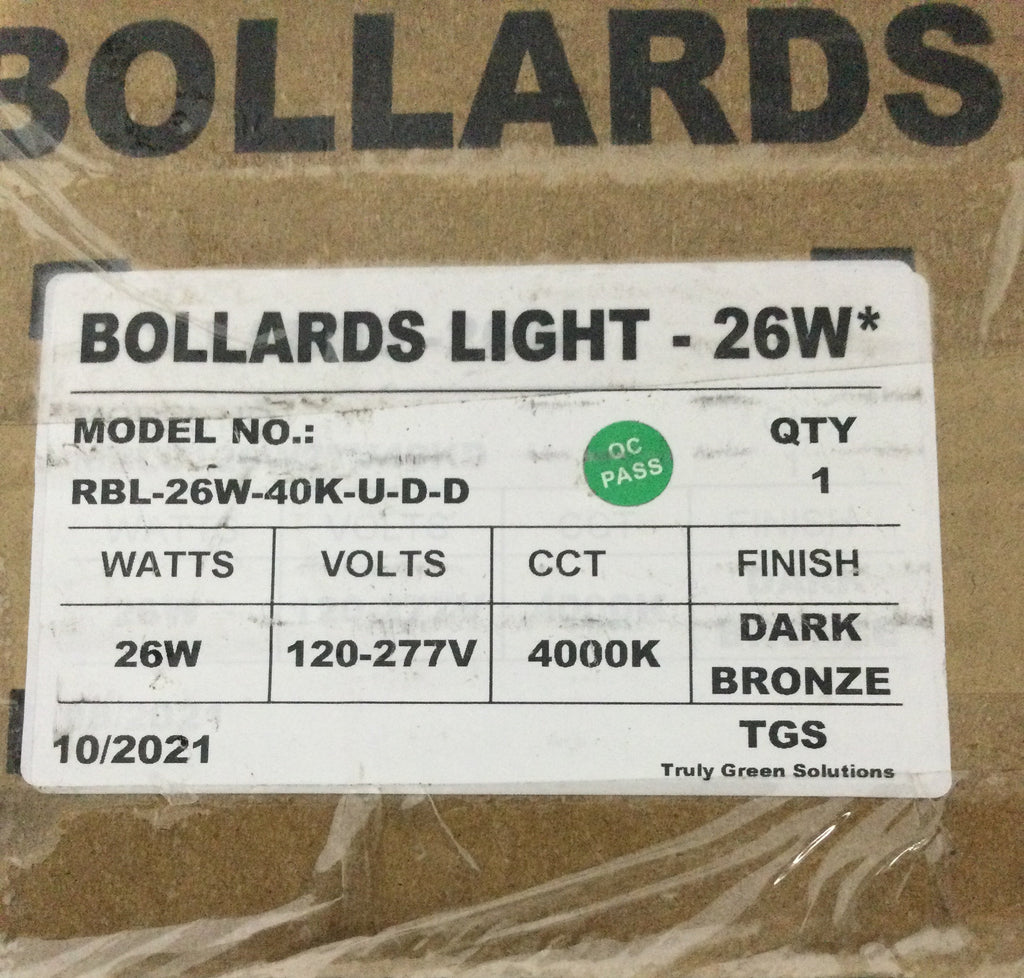 BOLLARDS
BOLLARDS LIGHT - 26W*
MODEL NO.:
RBL-26W-40K-U-D-D
QC
PASS
QTY
1
WATTS VOLTS CCT FINISH
26W 120-277V 4000K DARK
BRONZE
10/2021
TGS
Truly Green Solutions